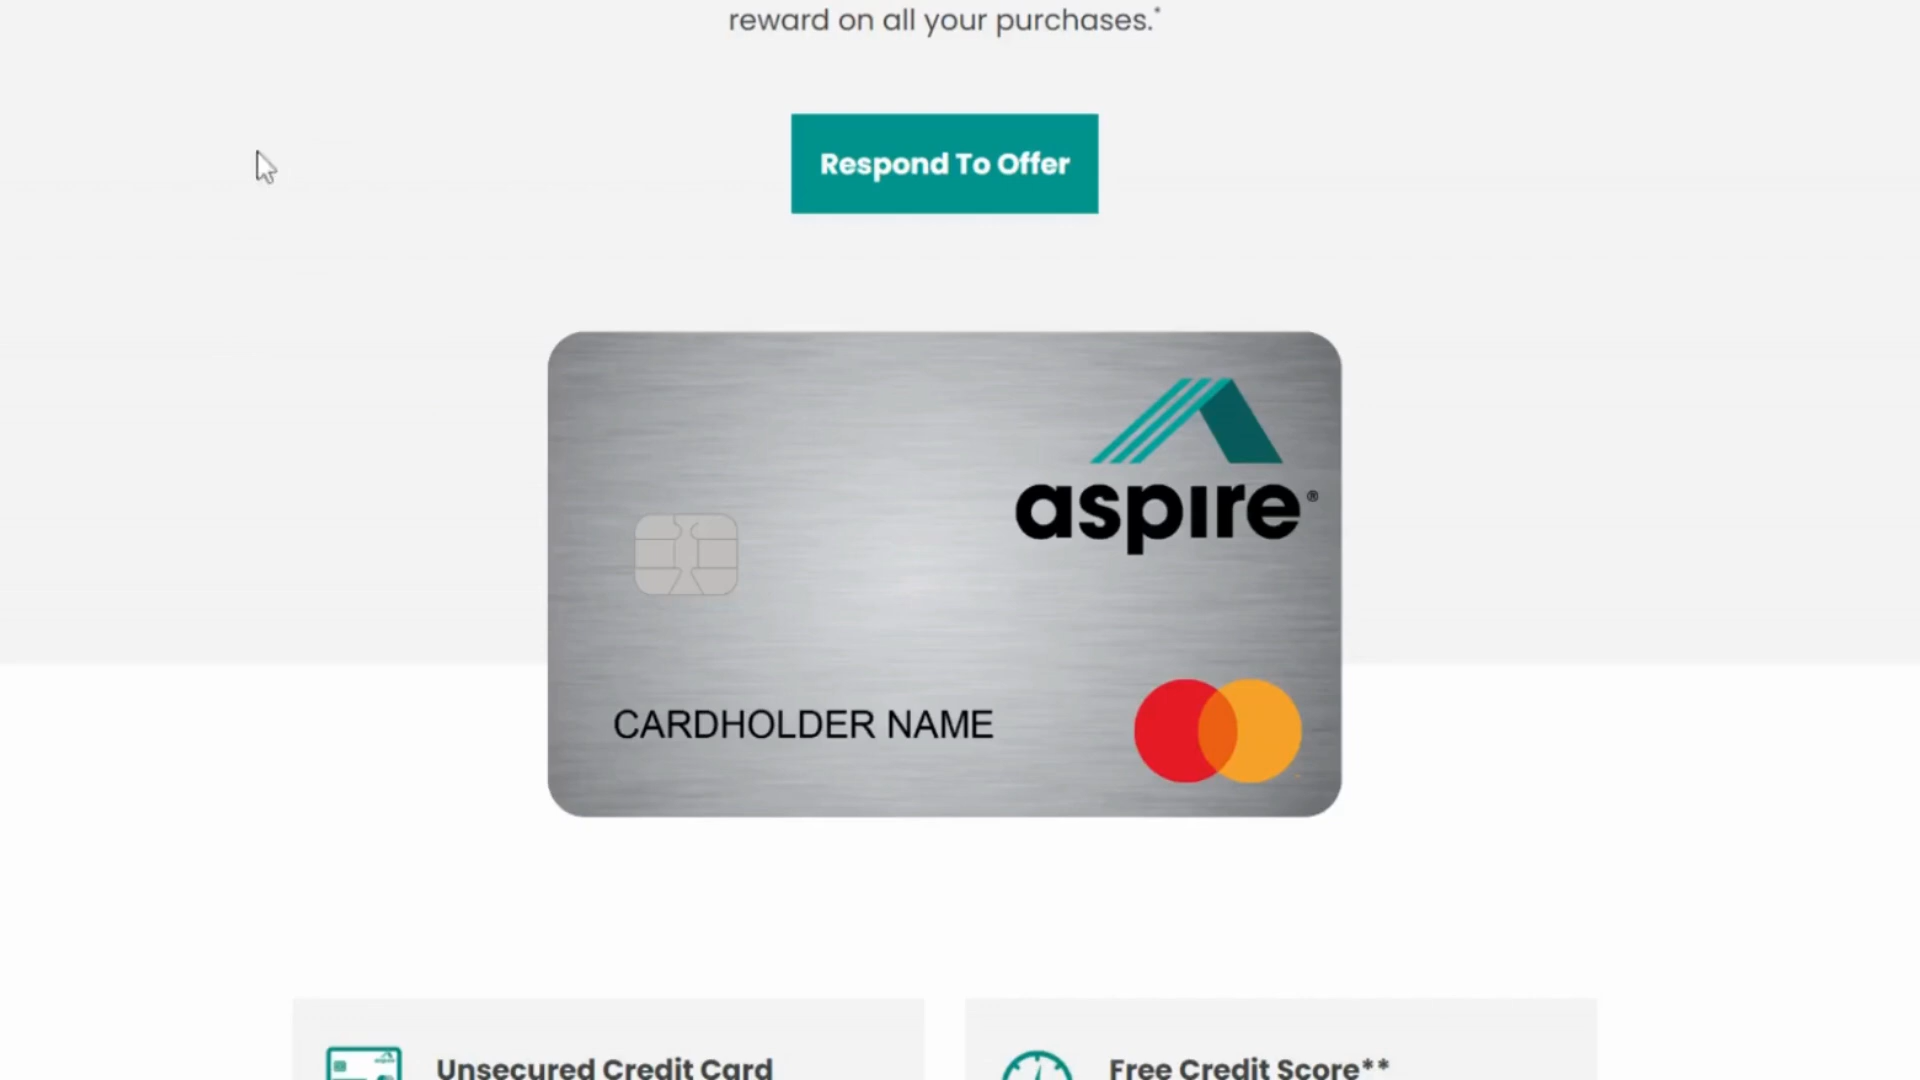 reward on all your purchases.*
Respond To Offer
aspire®
CARDHOLDER NAME
Unsecured Credit Card
Free Credit Score**